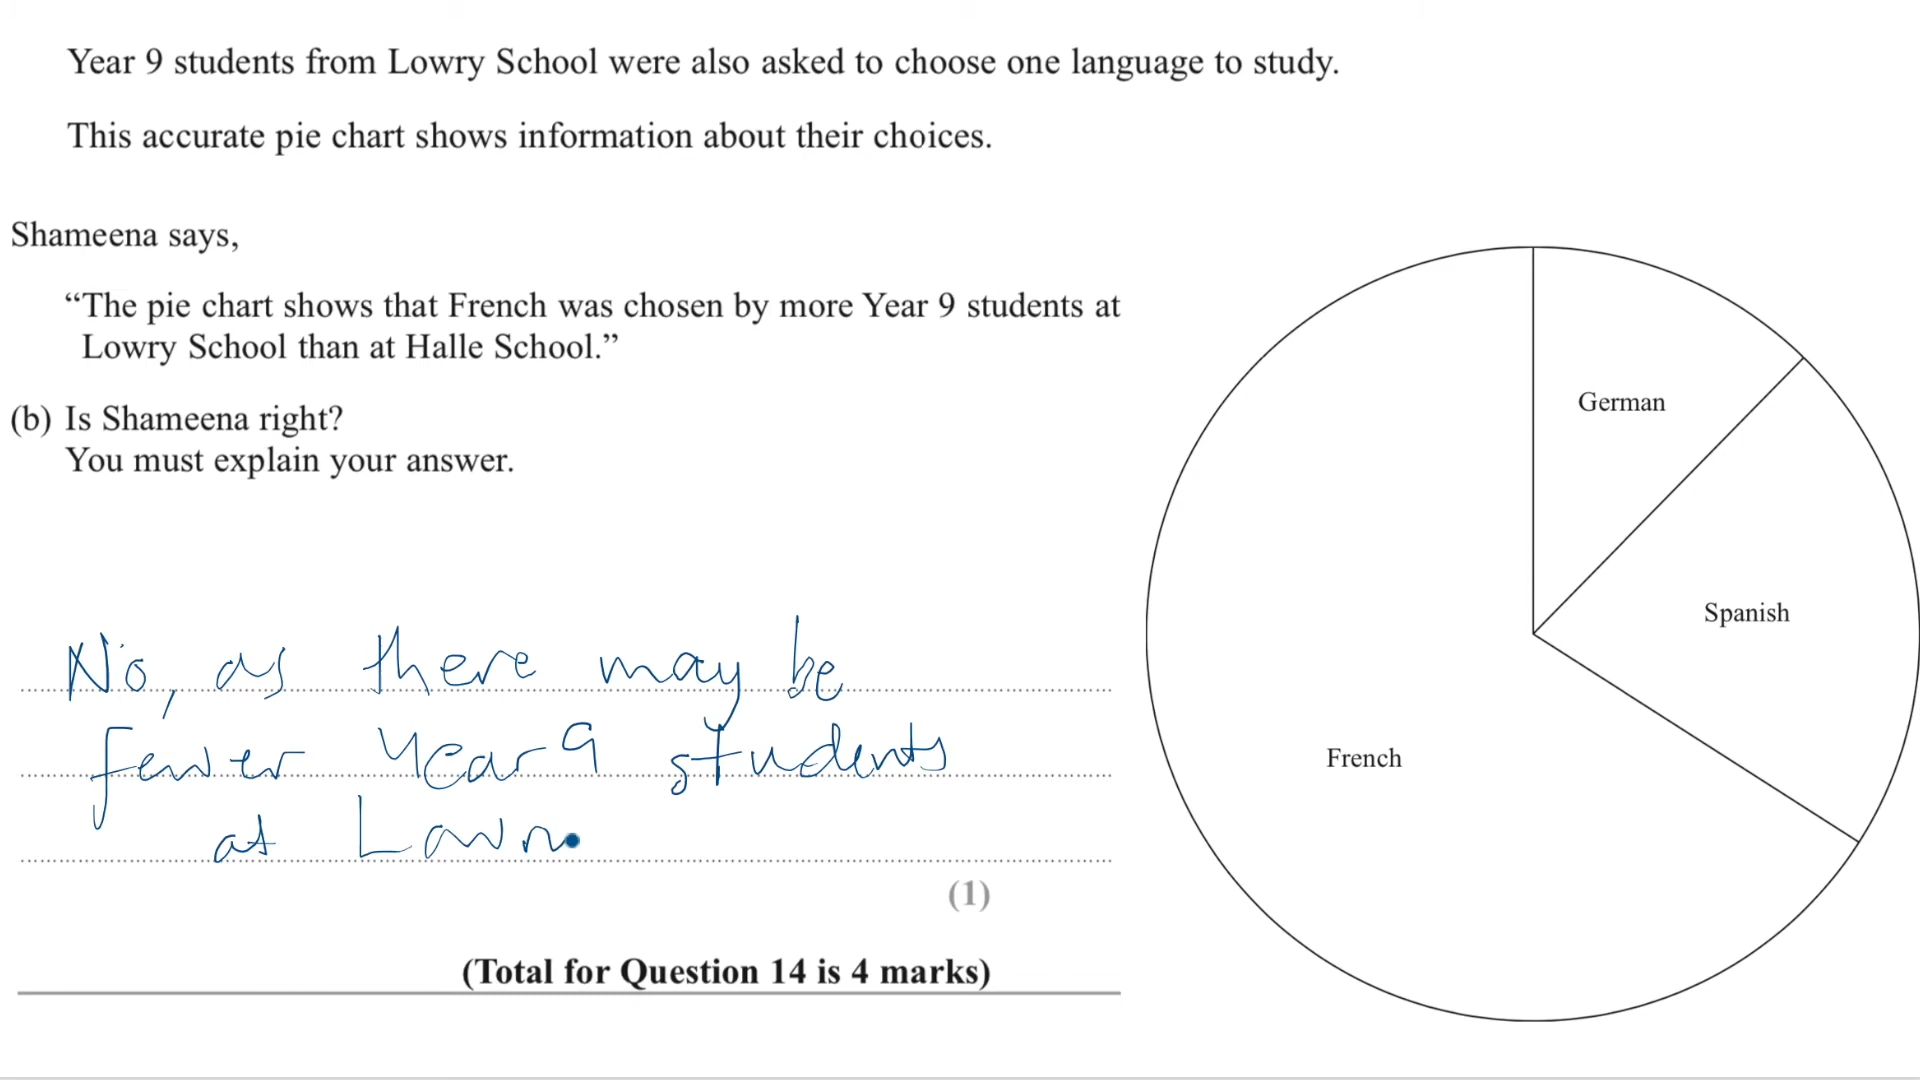 Year 9 students from Lowry School were also asked to choose one language to study.
This accurate pie chart shows information about their choices.
Shameena says,
“The pie chart shows that French was chosen by more Year 9 students at
Lowry School than at Halle School.”
(b) Is Shameena right?
You must explain your answer.
No, as there may be
fewer Year 9 students
at
(1)
(Total for Question 14 is 4 marks)
German
Spanish
French